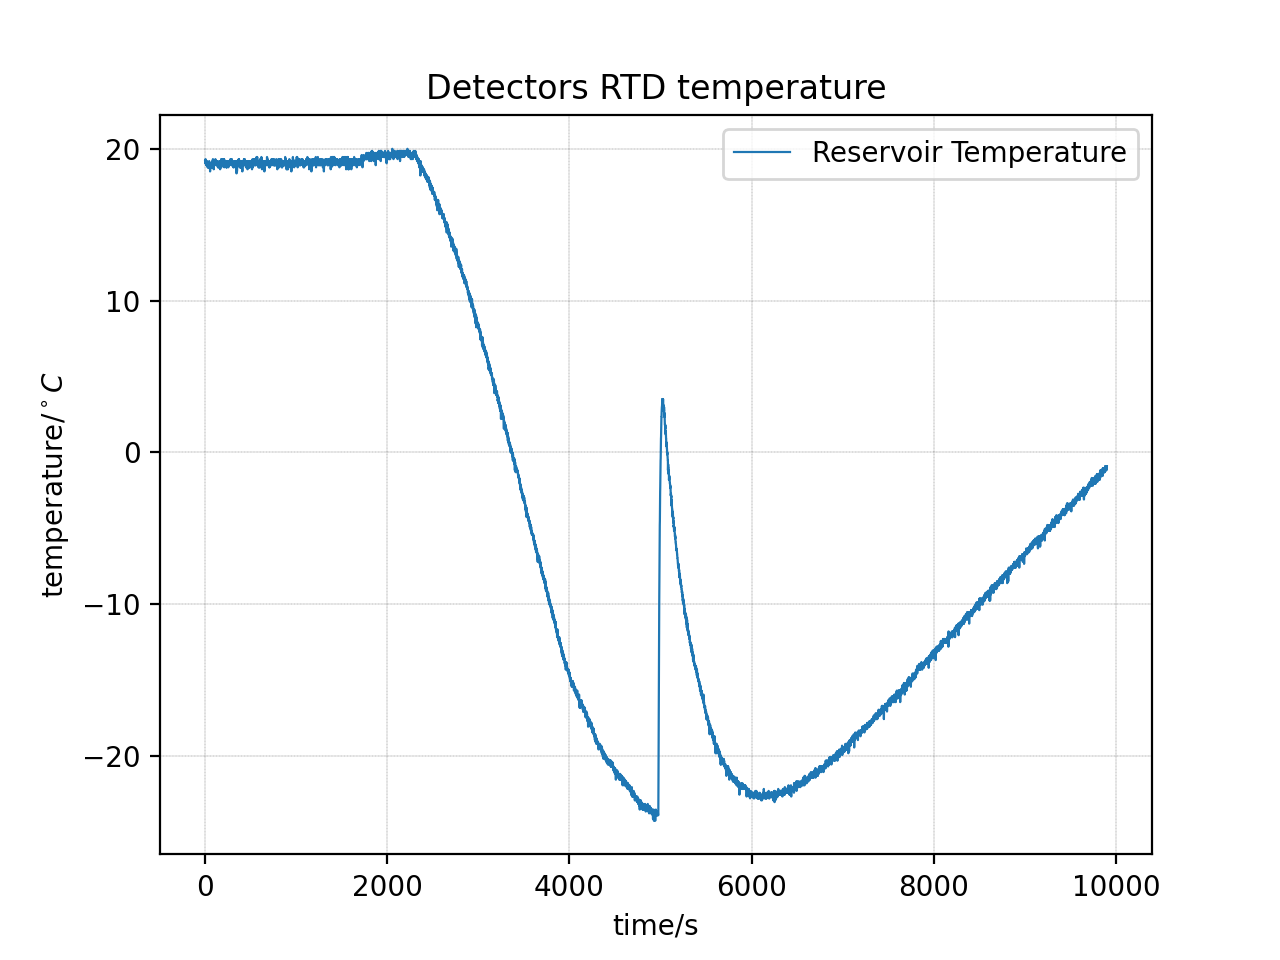 Detectors RTD temperature
Reservoir Temperature
temperature/°C
20
10
0
−10
−20
0 2000 4000 6000 8000 10000
time/s